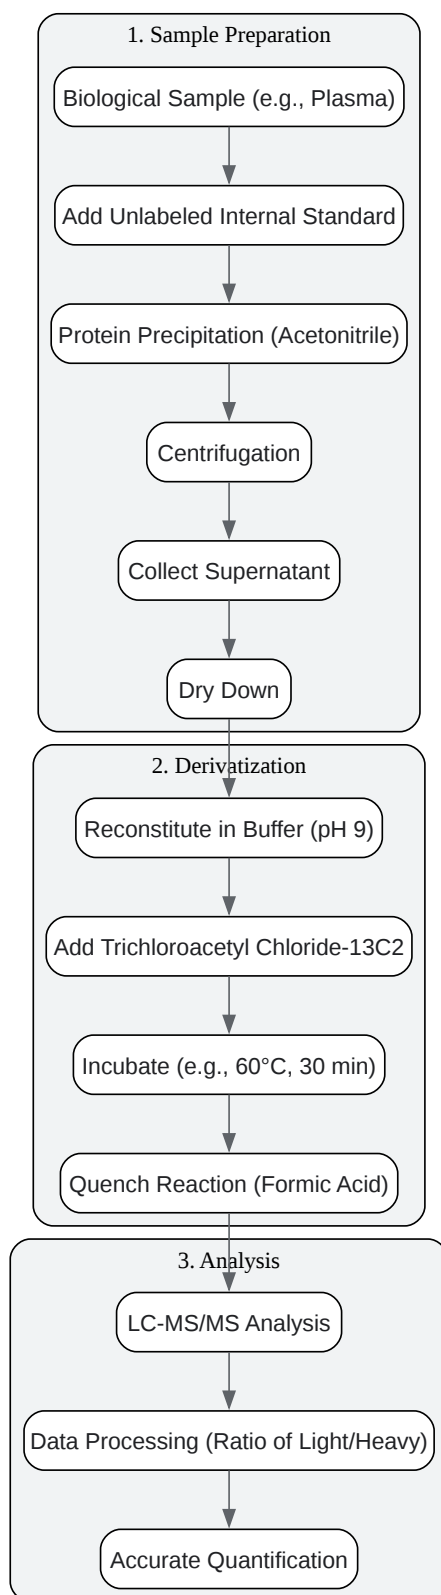 1. Sample Preparation
Biological Sample (e.g., Plasma)
Add Unlabeled Internal Standard
Protein Precipitation (Acetonitrile)
Centrifugation
Collect Supernatant
Dry Down
2. Derivatization
Reconstitute in Buffer (pH 9)
Add Trichloroacetyl Chloride-13C2
Incubate (e.g., 60°C, 30 min)
Quench Reaction (Formic Acid)
3. Analysis
LC-MS/MS Analysis
Data Processing (Ratio of Light/Heavy)
Accurate Quantification